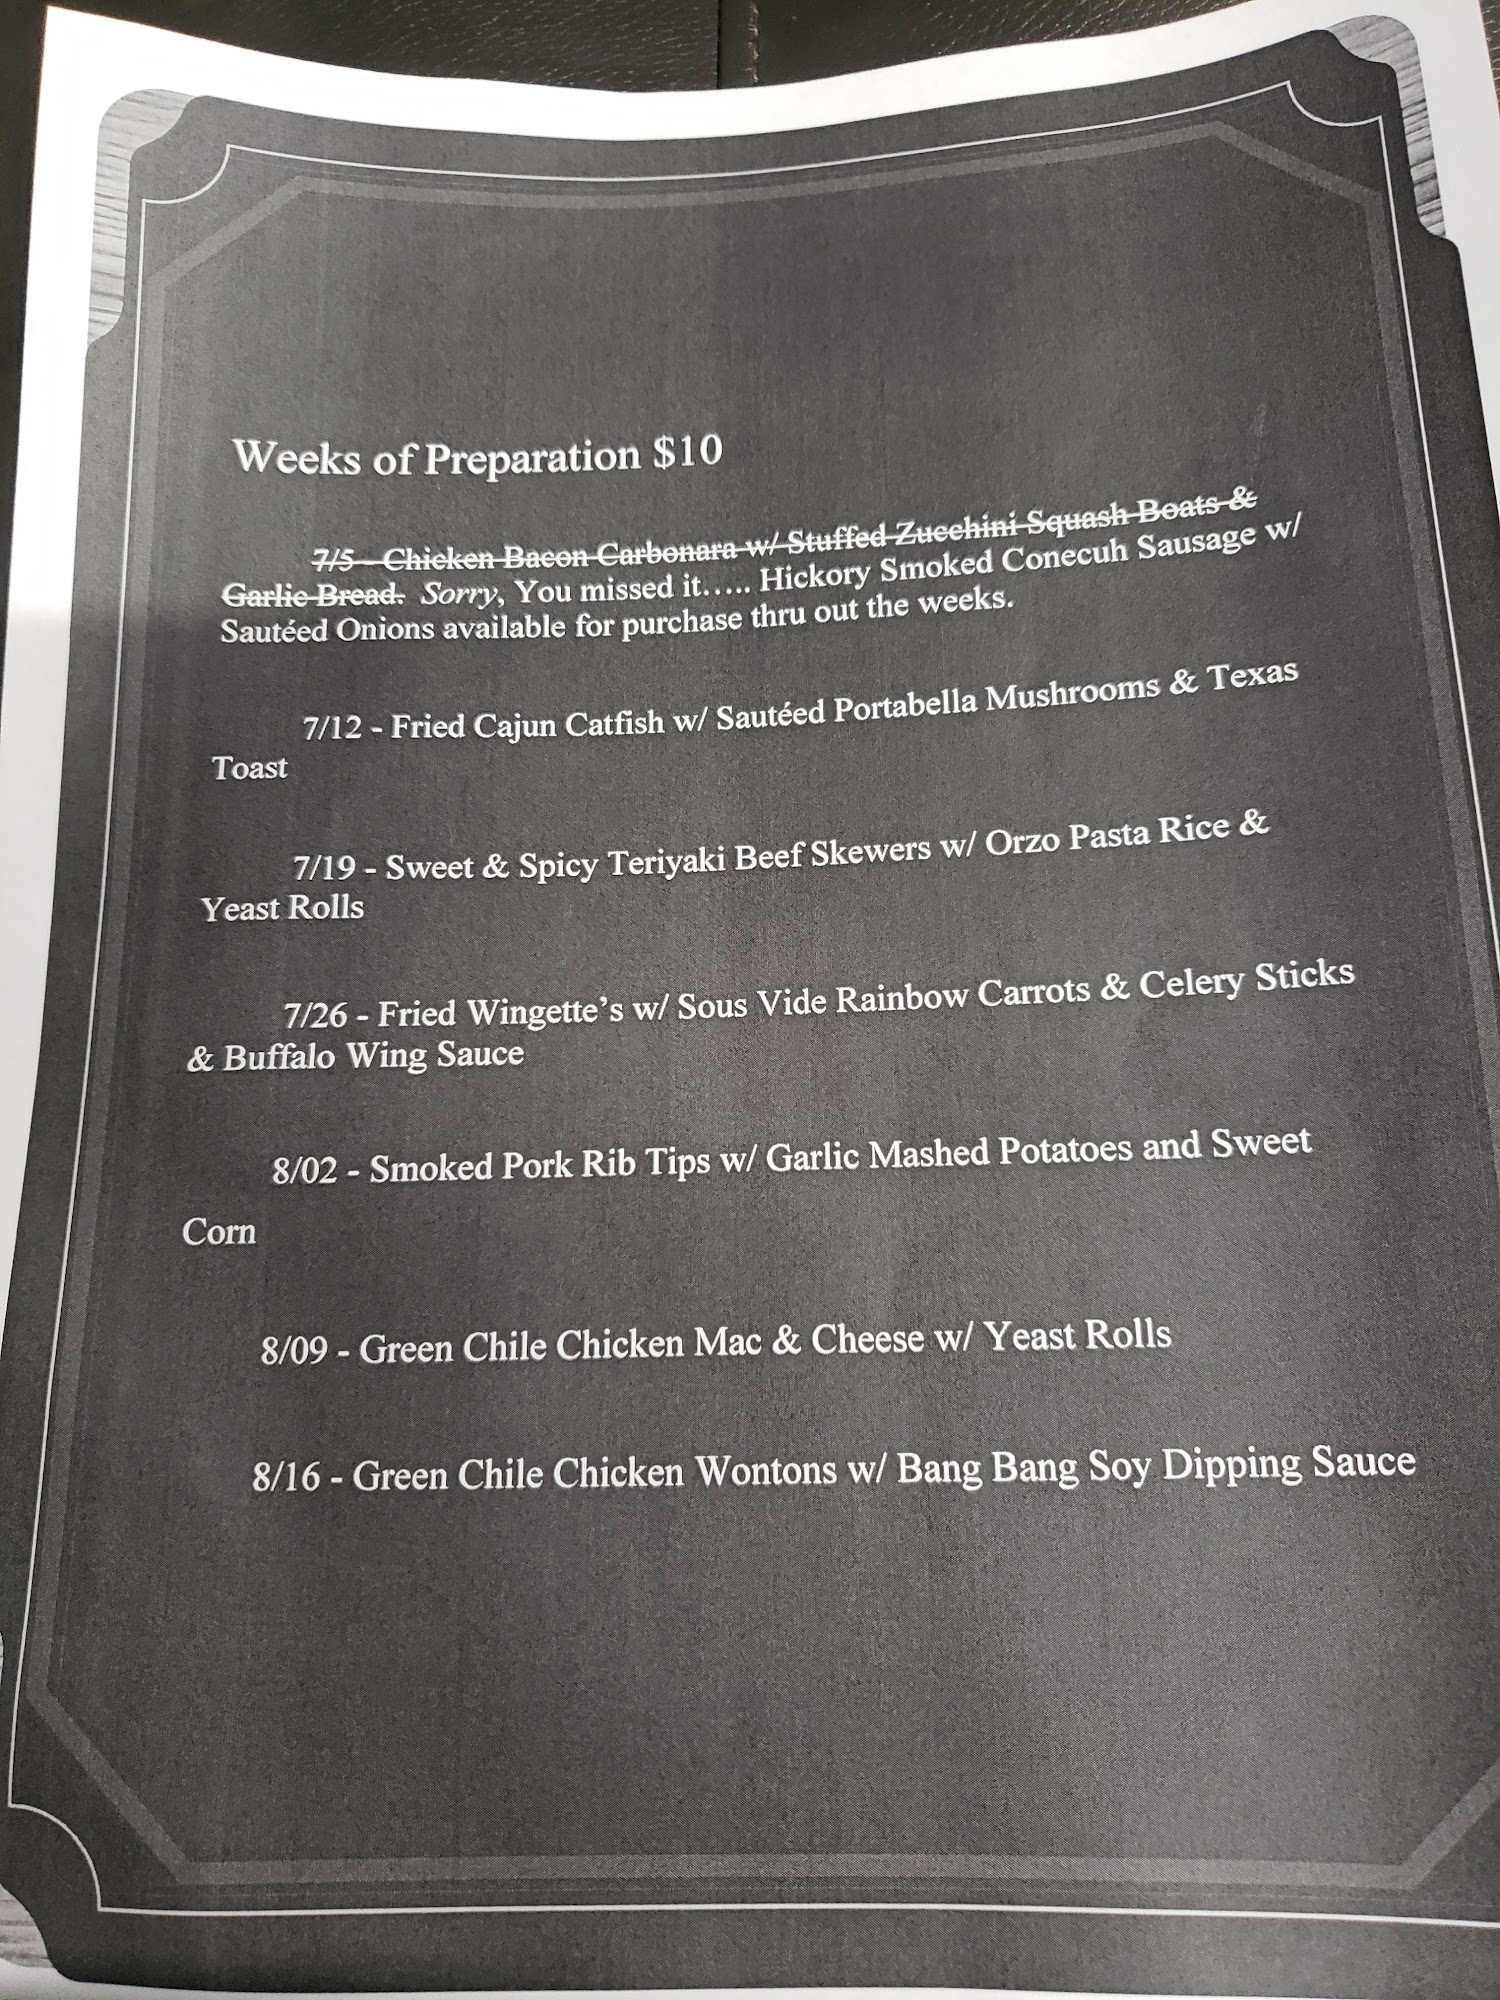 Weeks of Preparation $10
7/5 - Chicken Bacon Carbonara w/ Stuffed Zucchini Squash Boats &
Garlic Bread. Sorry, You missed it..... Hickory Smoked Conecuh Sausage w/
Sautéed Onions available for purchase thru out the weeks.
7/12 - Fried Cajun Catfish w/ Sautéed Portabella Mushrooms & Texas
Toast
7/19 - Sweet & Spicy Teriyaki Beef Skewers w/ Orzo Pasta Rice &
Yeast Rolls
7/26 - Fried Wingette’s w/ Sous Vide Rainbow Carrots & Celery Sticks
& Buffalo Wing Sauce
8/02 - Smoked Pork Rib Tips w/ Garlic Mashed Potatoes and Sweet
Corn
8/09 - Green Chile Chicken Mac & Cheese w/ Yeast Rolls
8/16 - Green Chile Chicken Wontons w/ Bang Bang Soy Dipping Sauce